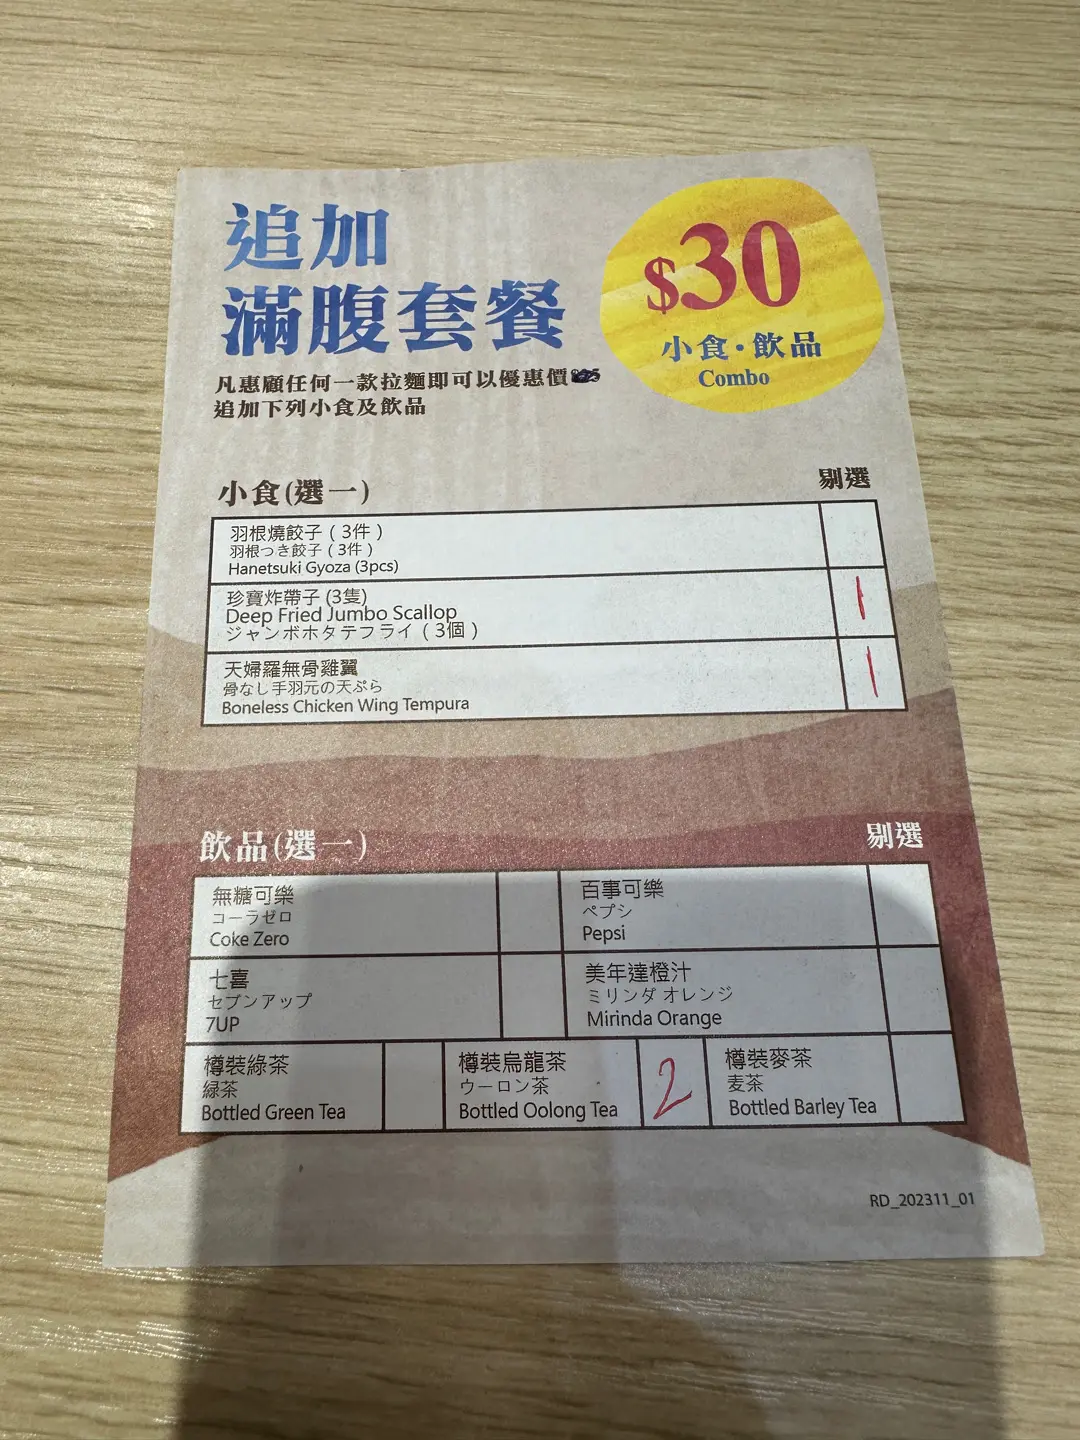 追加
滿腹套餐
$30
小食·飲品
Combo
凡惠顧任何一款拉麵即可以優惠價
追加下列小食及飲品
小食(選一)
剔選
羽根燒餃子(3件)
羽根つき餃子(3件)
Hanetsuki Gyoza (3pcs)
珍寶炸帶子(3隻)
Deep Fried Jumbo Scallop
ジャンボホタテフライ(3個)
1
天婦羅無骨雞翼
骨なし手羽元の天ぷら
Boneless Chicken Wing Tempura
1
飲品(選一)
剔選
無糖可樂
コーラゼロ
Coke Zero
百事可樂
ペプシ
Pepsi
七喜
セブンアップ
7UP
美年達橙汁
ミリンダ オレンジ
Mirinda Orange
樽裝綠茶
緑茶
Bottled Green Tea
樽裝烏龍茶
ウーロン茶
Bottled Oolong Tea
2
樽裝麥茶
麦茶
Bottled Barley Tea
RD_202311_01